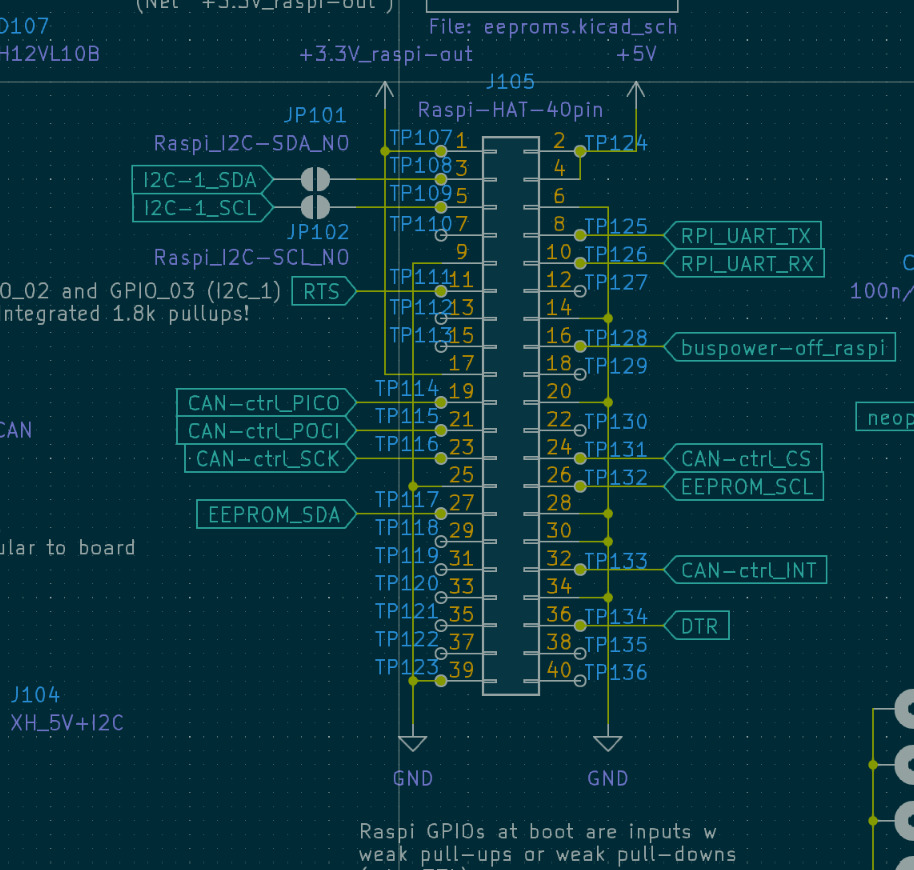 (Net "+3.3V_raspi-out")
File: eeproms.kicad_sch
D107
H12VL10B
+3.3V_raspi-out
+5V
J105
Raspi-HAT-40pin
JP101
Raspi_I2C-SDA_NO
TP107 1 2 TP124
TP108 3 4
I2C-1_SDA
TP109 5 6
I2C-1_SCL
JP102
TP110 7 8 TP125 RPI_UART_TX
Raspi_I2C-SCL_NO
9 10 TP126 RPI_UART_RX
O_02 and GPIO_03 (I2C_1)
integrated 1.8k pullups!
RTS TP111 11 12 TP127
100n/
TP112 13 14
TP113 15 16 TP128 buspower-off_raspi
17 18 TP129
CAN-ctrl_PICO TP114 19 20
CAN-ctrl_POCI TP115 21 22 TP130
neop
CAN
CAN-ctrl_SCK TP116 23 24 TP131 CAN-ctrl_CS
25 26 TP132 EEPROM_SCL
EEPROM_SDA TP117 27 28
TP118 29 30
ular to board
TP119 31 32 TP133 CAN-ctrl_INT
TP120 33 34
TP121 35 36 TP134 DTR
TP122 37 38 TP135
TP123 39 40 TP136
J104
XH_5V+I2C
GND
GND
Raspi GPIOs at boot are inputs w
weak pull-ups or weak pull-downs